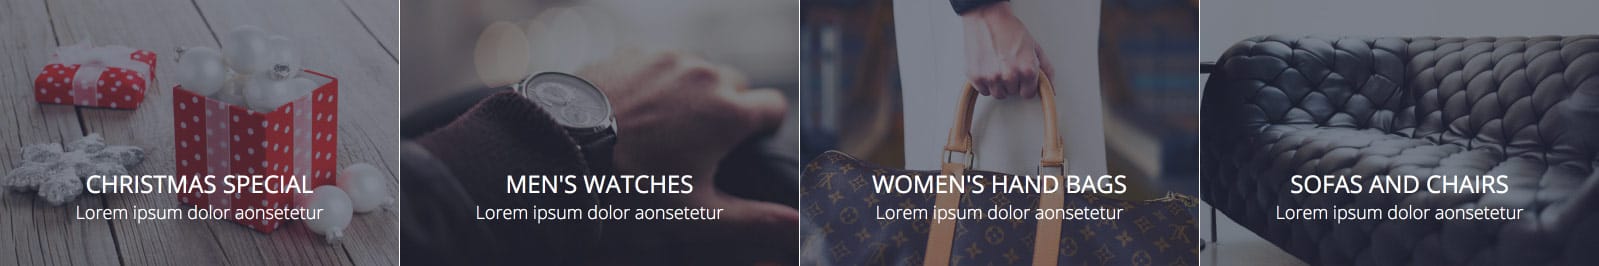 CHRISTMAS SPECIAL
Lorem ipsum dolor aonsetetur
MEN'S WATCHES
Lorem ipsum dolor aonsetetur
WOMEN'S HAND BAGS
Lorem ipsum dolor aonsetetur
SOFAS AND CHAIRS
Lorem ipsum dolor aonsetetur